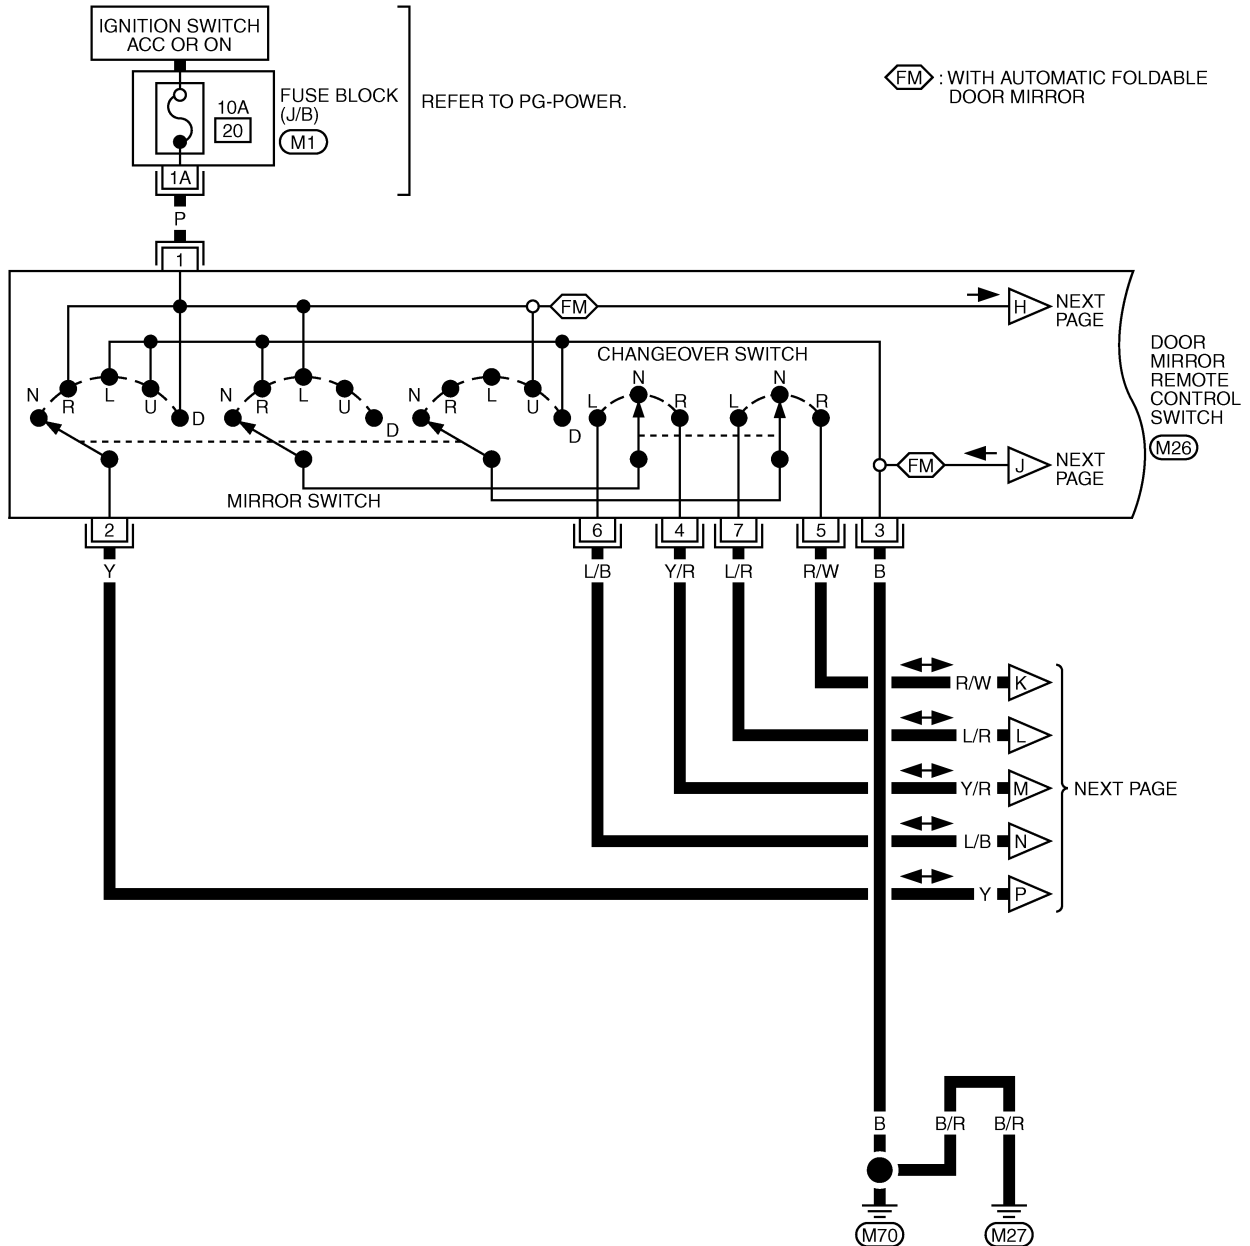 IGNITION SWITCH
ACC OR ON
10A
20
FUSE BLOCK
(J/B)
M1
REFER TO PG-POWER.
FM : WITH AUTOMATIC FOLDABLE
DOOR MIRROR
1A
P
1
FM
H
NEXT
PAGE
N
R
L
U
D
N
R
L
U
D
N
R
L
U
D
CHANGEOVER SWITCH
L
N
R
L
N
R
DOOR
MIRROR
REMOTE
CONTROL
SWITCH
M26
FM
J
NEXT
PAGE
MIRROR SWITCH
2
6
4
7
5
3
Y
L/B
Y/R
L/R
R/W
B
R/W
K
L/R
L
Y/R
M
NEXT PAGE
L/B
N
Y
P
B
B/R
B/R
M70
M27